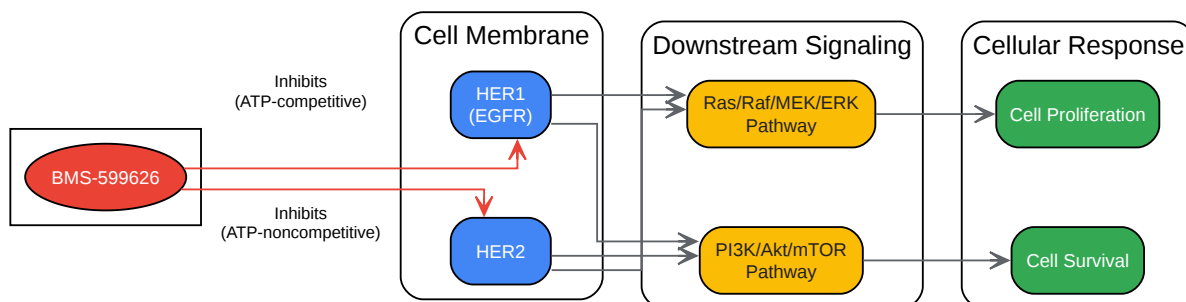 Cell Membrane
Downstream Signaling
Cellular Response
Inhibits
(ATP-competitive)
HER1
(EGFR)
Ras/Raf/MEK/ERK
Pathway
Cell Proliferation
BMS-599626
Inhibits
(ATP-noncompetitive)
HER2
PI3K/Akt/mTOR
Pathway
Cell Survival